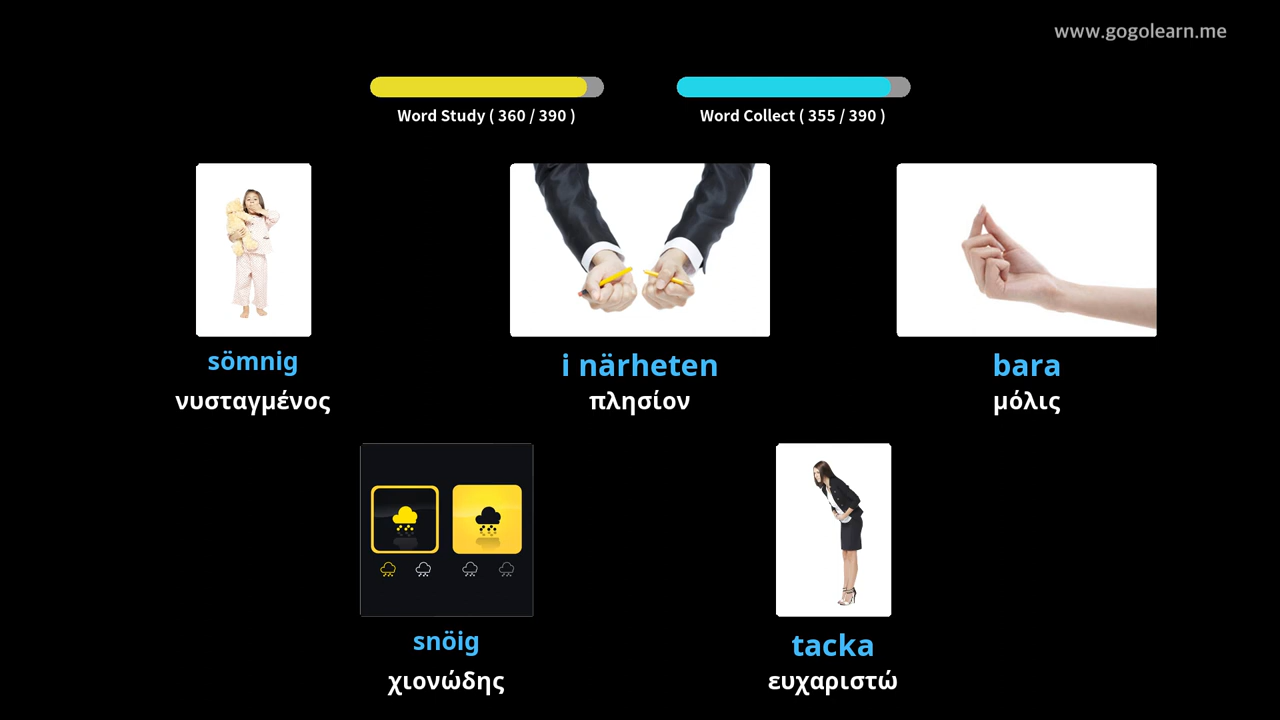 www.gogolearn.me
Word Study ( 360 / 390 )
Word Collect ( 355 / 390 )
sömnig
νυσταγμένος
i närheten
πλησίον
bara
μόλις
snöig
χιονώδης
tacka
ευχαριστώ